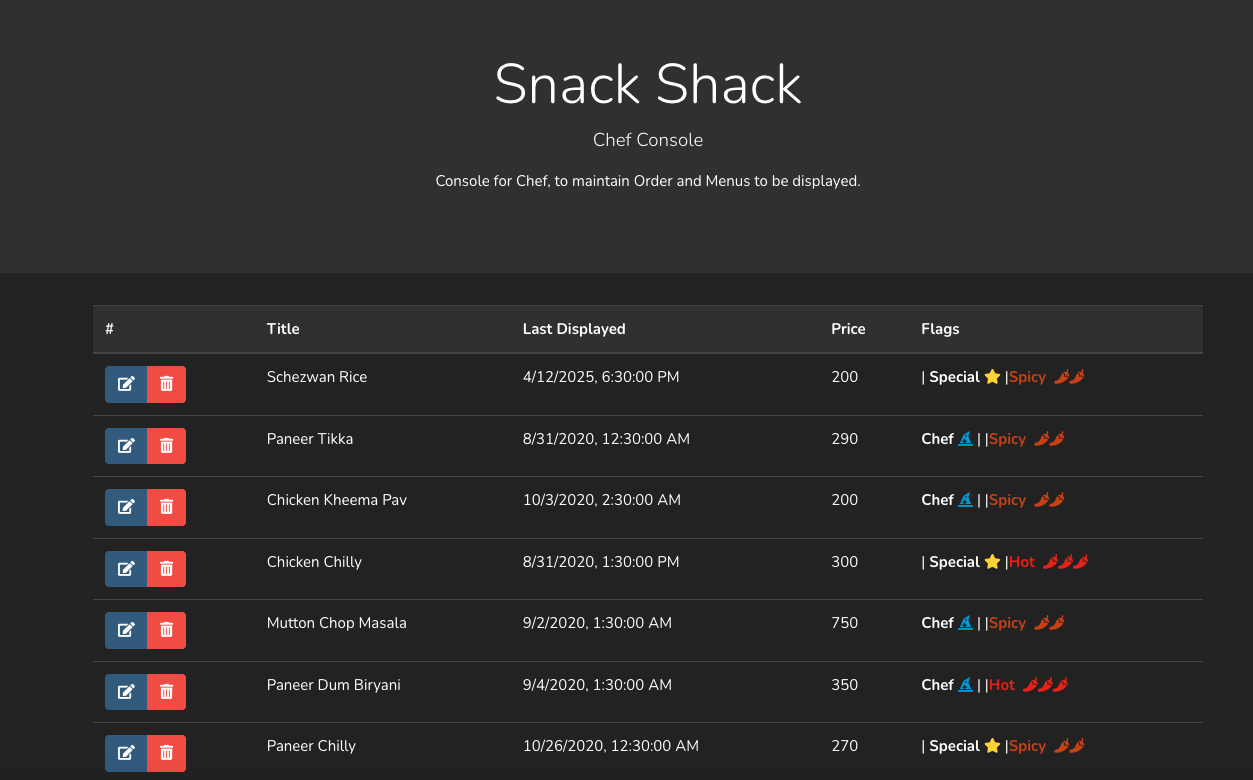 Snack Shack
Chef Console
Console for Chef, to maintain Order and Menus to be displayed.
# Title Last Displayed Price Flags
Schezwan Rice 4/12/2025, 6:30:00 PM 200 | Special |Spicy
Paneer Tikka 8/31/2020, 12:30:00 AM 290 Chef | |Spicy
Chicken Kheema Pav 10/3/2020, 2:30:00 AM 200 Chef | |Spicy
Chicken Chilly 8/31/2020, 1:30:00 PM 300 | Special |Hot
Mutton Chop Masala 9/2/2020, 1:30:00 AM 750 Chef | |Spicy
Paneer Dum Biryani 9/4/2020, 1:30:00 AM 350 Chef | |Hot
Paneer Chilly 10/26/2020, 12:30:00 AM 270 | Special |Spicy